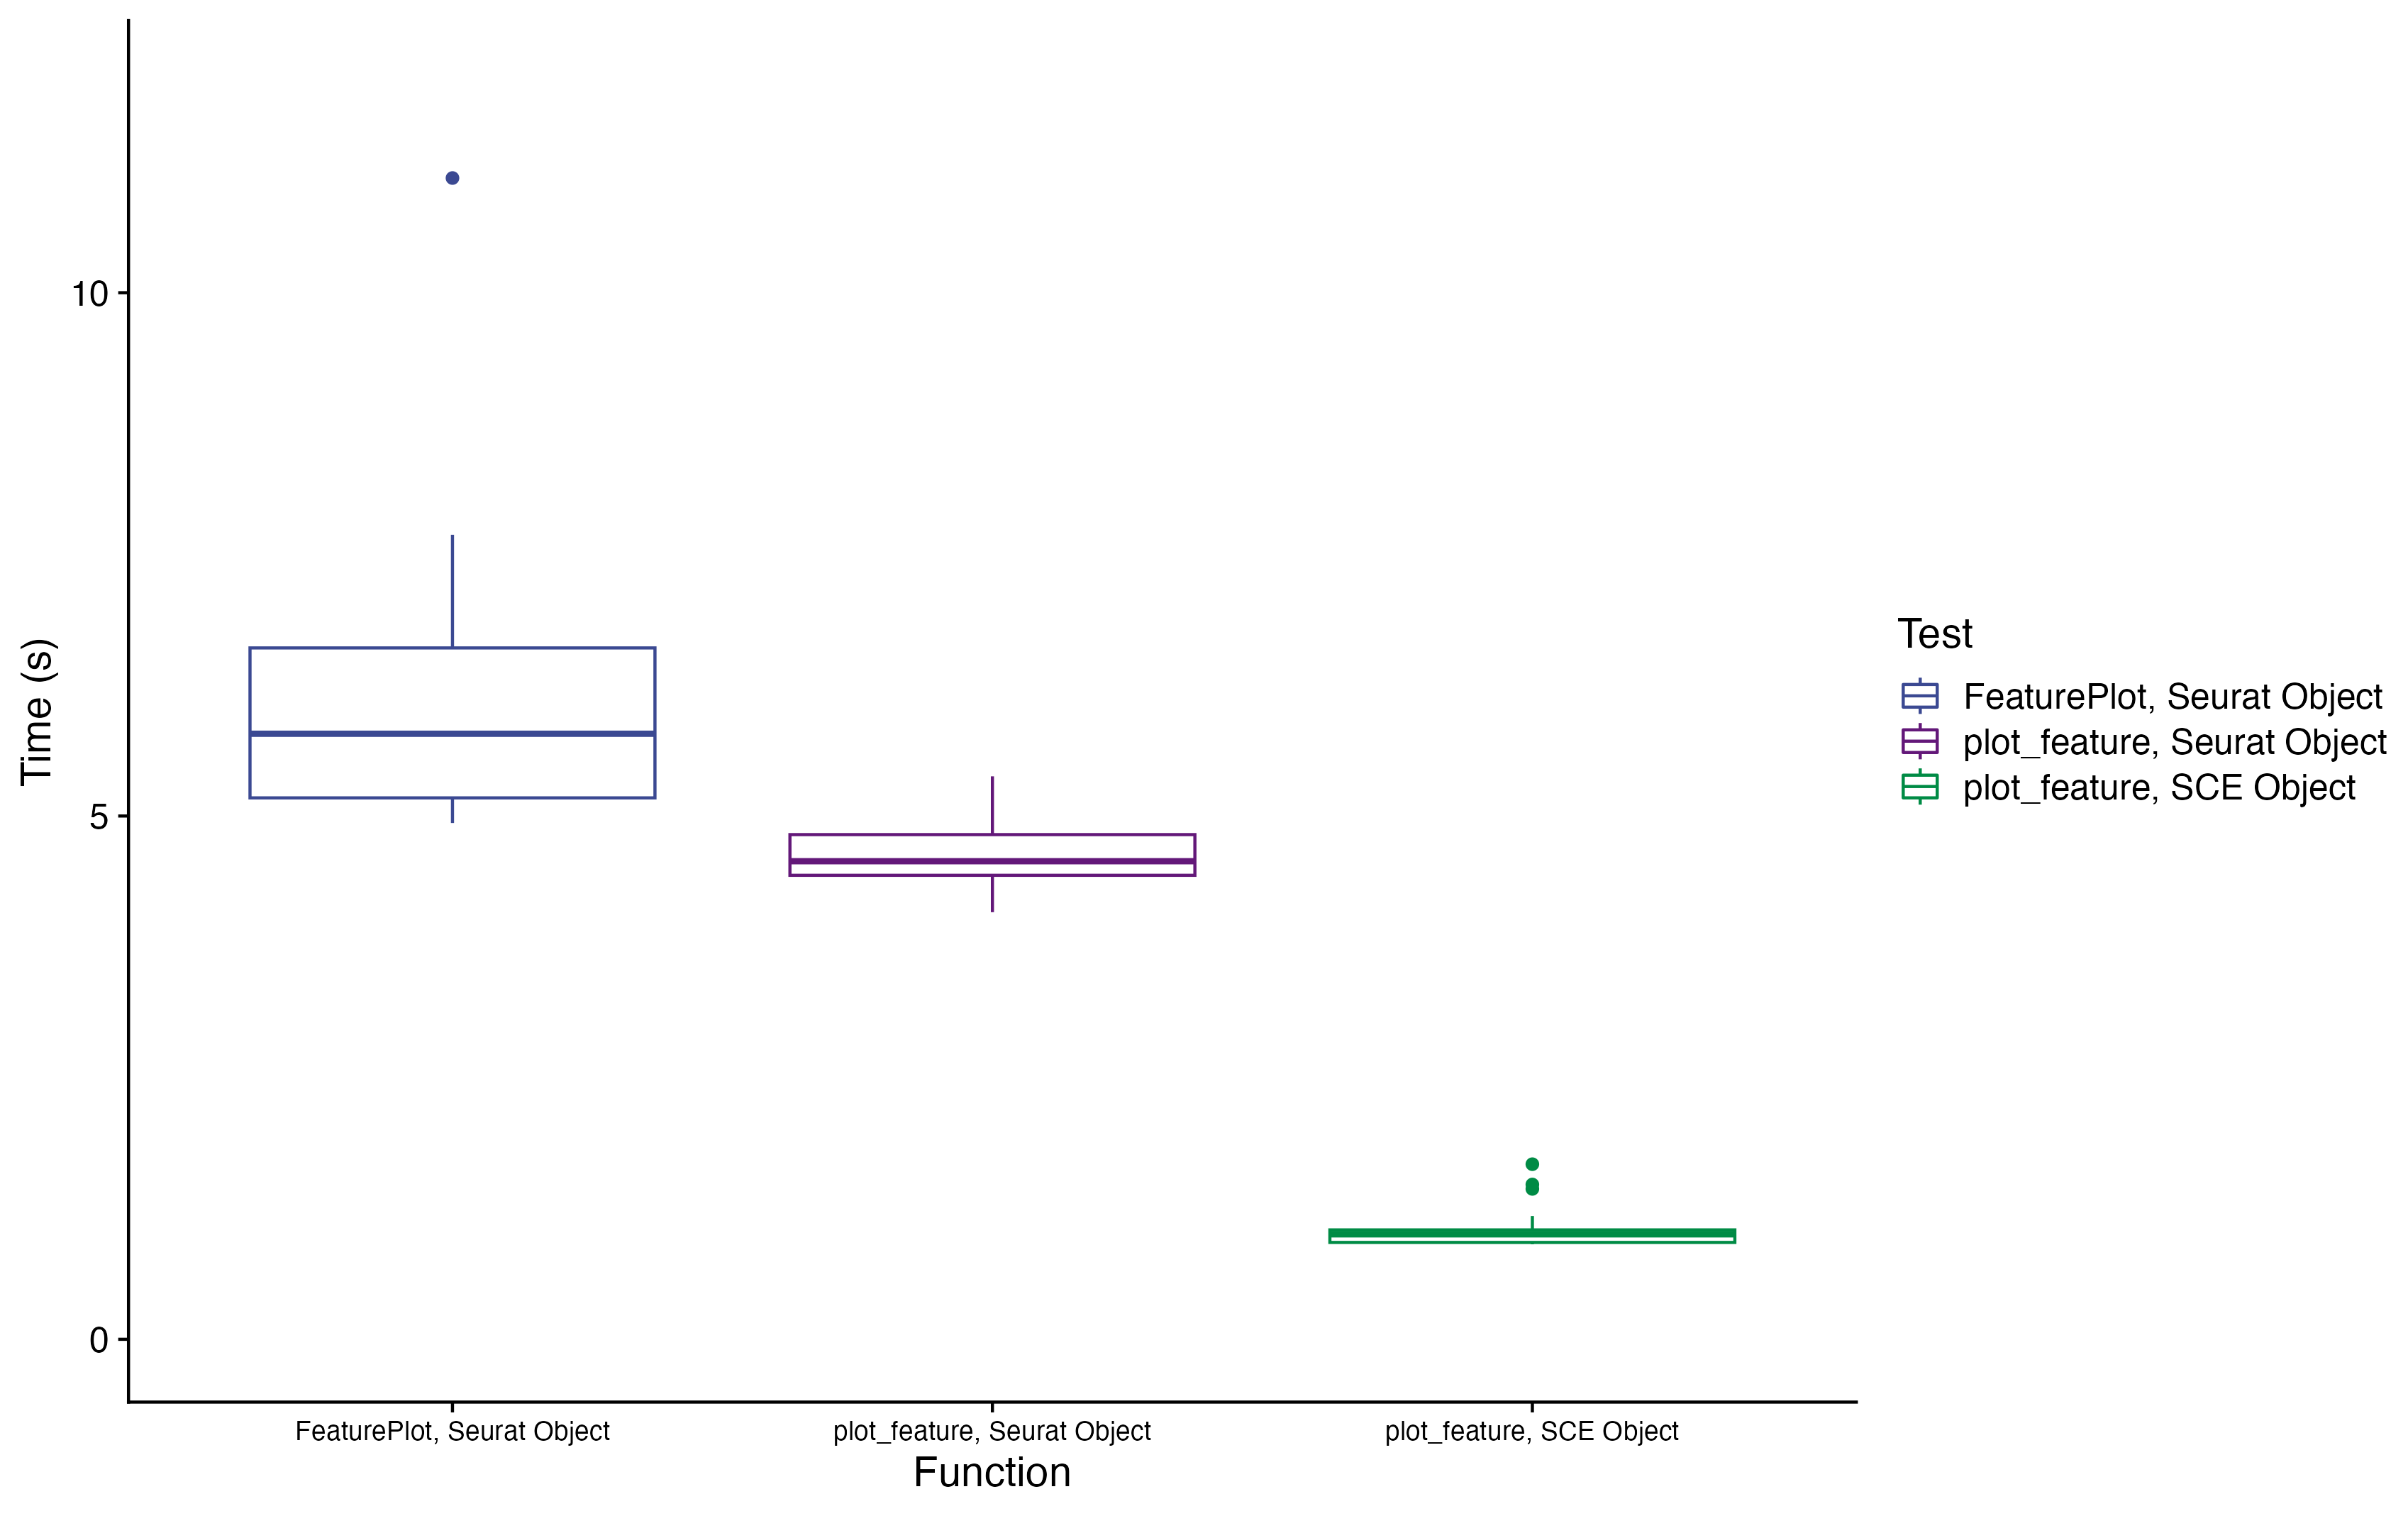 Time (s)
10
5
0
FeaturePlot, Seurat Object
plot_feature, Seurat Object
plot_feature, SCE Object
Function
Test
FeaturePlot, Seurat Object
plot_feature, Seurat Object
plot_feature, SCE Object